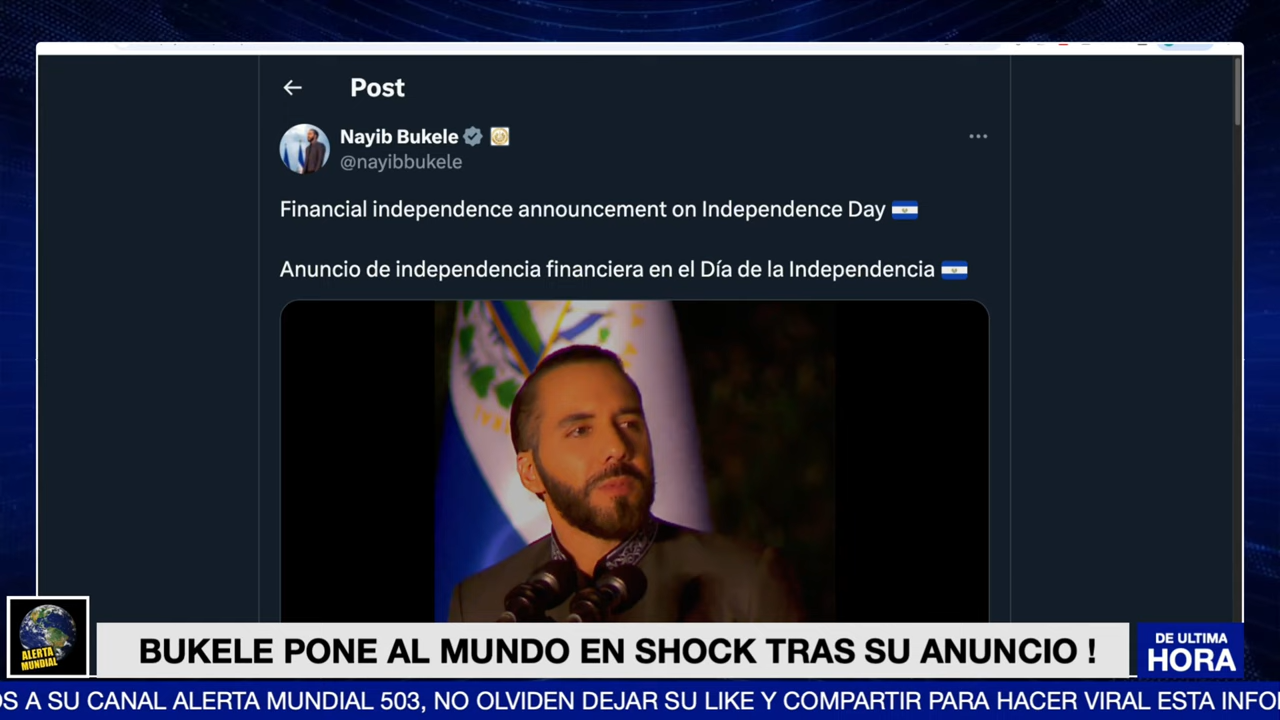 Post
Nayib Bukele
@nayibbukele
Financial independence announcement on Independence Day
Anuncio de independencia financiera en el Día de la Independencia
ALERTA
MUNDIAL
BUKELE PONE AL MUNDO EN SHOCK TRAS SU ANUNCIO !
DE ULTIMA
HORA
OS A SU CANAL ALERTA MUNDIAL 503, NO OLVIDEN DEJAR SU LIKE Y COMPARTIR PARA HACER VIRAL ESTA INFO